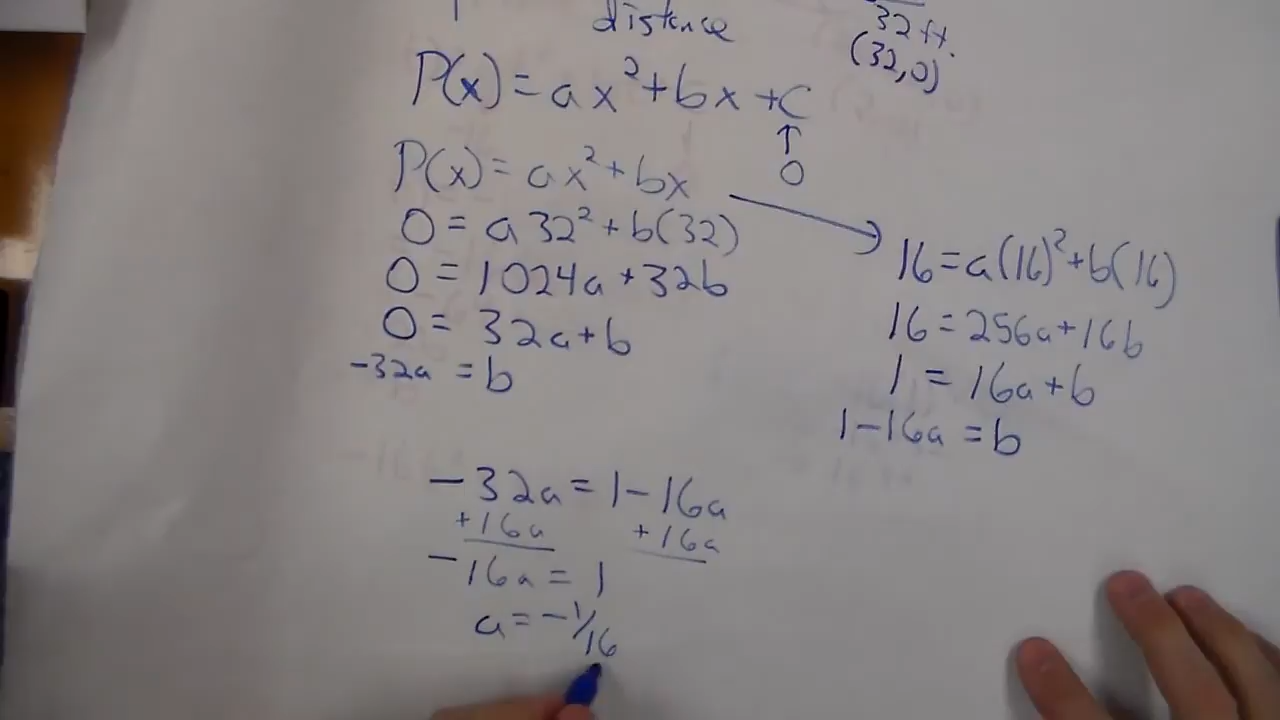 distance
32 ft.
(32,0)
P(x) = ax² + bx + c
↑
0
P(x) = ax² + bx
0 = a 32² + b(32)
0 = 1024a + 32b
0 = 32a + b
-32a = b
16 = a(16)² + b(16)
16 = 256a + 16b
1 = 16a + b
1 - 16a = b
-32a = 1 - 16a
+16a +16a
-16a = 1
a = -1/16